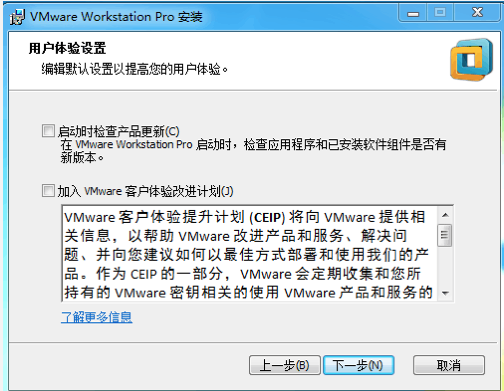 VMware Workstation Pro 安装
用户体验设置
编辑默认设置以提高您的用户体验。
启动时检查产品更新(C)
在 VMware Workstation Pro 启动时，检查应用程序和已安装软件组件是否有
新版本。
加入 VMware 客户体验改进计划(J)
VMware 客户体验提升计划 (CEIP) 将向 VMware 提供相
关信息，以帮助 VMware 改进产品和服务、解决问
题、并向您建议如何以最佳方式部署和使用我们的产
品。作为 CEIP 的一部分，VMware 会定期收集和您所
持有的 VMware 密钥相关的使用 VMware 产品和服务的
了解更多信息
上一步(B) 下一步(N) 取消